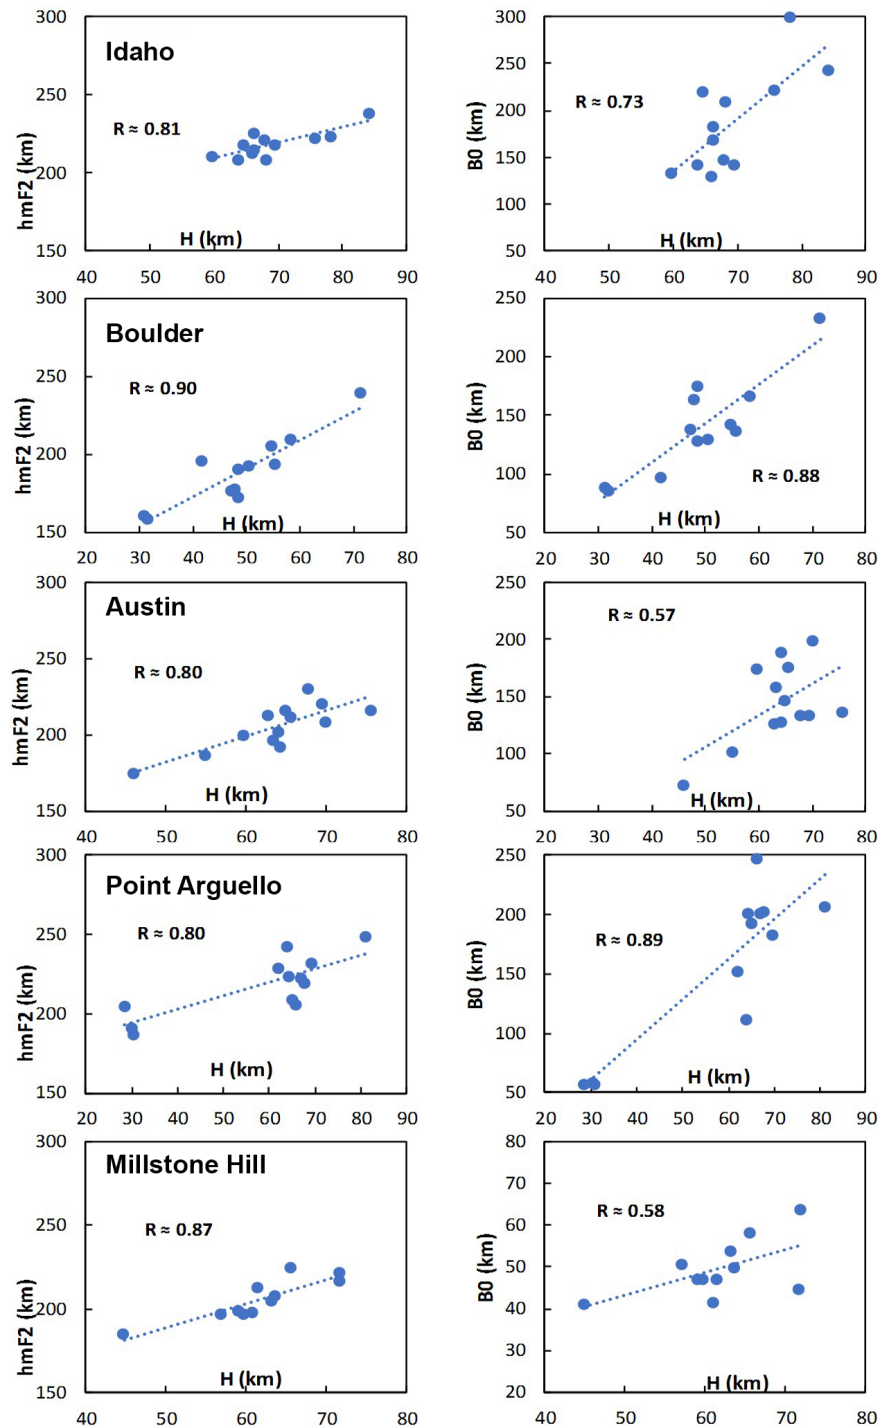 300
Idaho
250
R ≈ 0.81
200
150
hmF2 (km)
H (km)
40 50 60 70 80 90
300
250
R ≈ 0.73
200
150
100
50
B0 (km)
H (km)
40 50 60 70 80 90
300
Boulder
250
R ≈ 0.90
200
150
hmF2 (km)
H (km)
20 30 40 50 60 70 80
250
200
150
100
50
B0 (km)
R ≈ 0.88
H (km)
20 30 40 50 60 70 80
300
Austin
250
R ≈ 0.80
200
150
hmF2 (km)
H (km)
40 50 60 70 80
250
R ≈ 0.57
200
150
100
50
B0 (km)
H (km)
20 30 40 50 60 70 80
300
Point Arguello
250
R ≈ 0.80
200
150
hmF2 (km)
H (km)
20 30 40 50 60 70 80 90
250
200
R ≈ 0.89
150
100
50
B0 (km)
H (km)
20 30 40 50 60 70 80 90
300
Millstone Hill
250
R ≈ 0.87
200
150
hmF2 (km)
H (km)
40 50 60 70 80
80
70
R ≈ 0.58
60
50
40
30
20
B0 (km)
H (km)
40 50 60 70 80